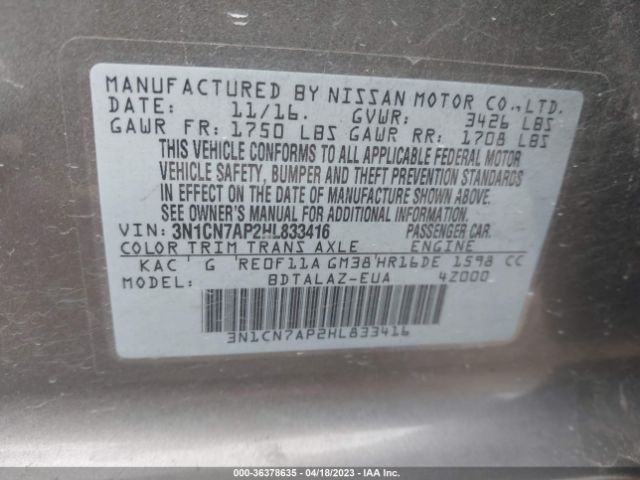 MANUFACTURED BY NISSAN MOTOR CO.,LTD.
DATE: 11/16. GVWR: 3426 LBS
GAWR FR: 1750 LBS GAWR RR: 1708 LBS
THIS VEHICLE CONFORMS TO ALL APPLICABLE FEDERAL MOTOR
VEHICLE SAFETY, BUMPER AND THEFT PREVENTION STANDARDS
IN EFFECT ON THE DATE OF MANUFACTURE SHOWN ABOVE.
SEE OWNER'S MANUAL FOR ADDITIONAL INFORMATION.
VIN: 3N1CN7AP2HL833416 PASSENGER CAR.
COLOR TRIM TRANS AXLE ENGINE
KAC G RE0F11A GM38 HR16DE 1598 CC
MODEL: BDTALAZ-EUA 4Z000
3N1CN7AP2HL833416
000-36378635 - 04/18/2023 - IAA Inc.